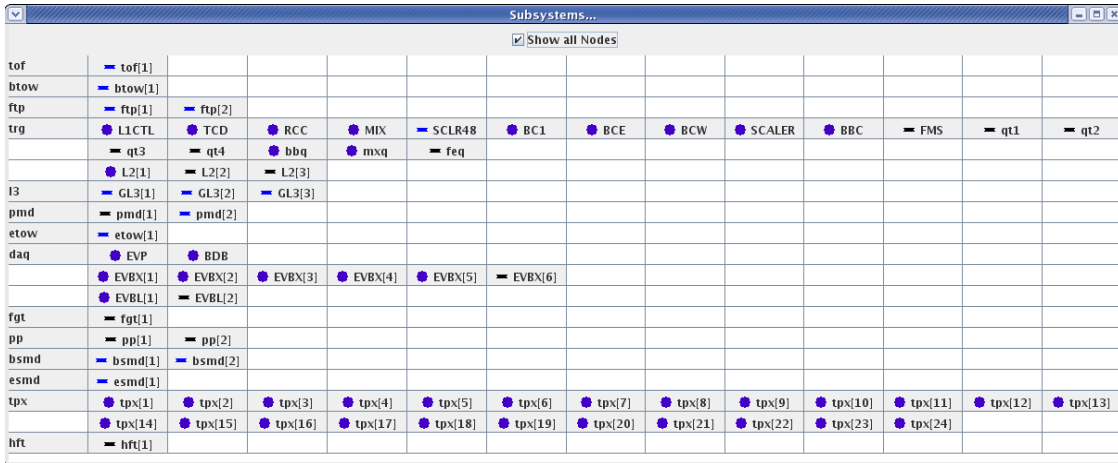 Subsystems...
Show all Nodes
tof tof[1]
btow btow[1]
ftp ftp[1] ftp[2]
trg L1CTL TCD RCC MIX SCLR48 BC1 BCE BCW SCALER BBC FMS qt1 qt2
qt3 qt4 bbq mxq feq
L2[1] L2[2] L2[3]
l3 GL3[1] GL3[2] GL3[3]
pmd pmd[1] pmd[2]
etow etow[1]
daq EVP BDB
EVBX[1] EVBX[2] EVBX[3] EVBX[4] EVBX[5] EVBX[6]
EVBL[1] EVBL[2]
fgt fgt[1]
pp pp[1] pp[2]
bsmd bsmd[1] bsmd[2]
esmd esmd[1]
tpx tpx[1] tpx[2] tpx[3] tpx[4] tpx[5] tpx[6] tpx[7] tpx[8] tpx[9] tpx[10] tpx[11] tpx[12] tpx[13]
tpx[14] tpx[15] tpx[16] tpx[17] tpx[18] tpx[19] tpx[20] tpx[21] tpx[22] tpx[23] tpx[24]
hft hft[1]